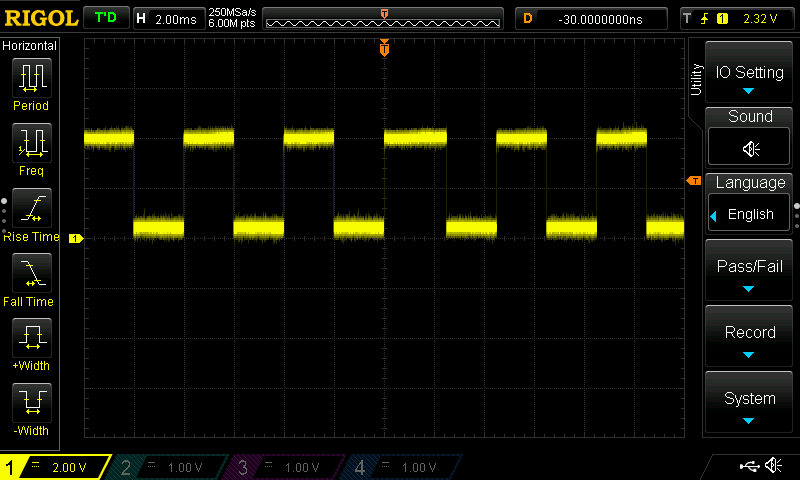 RIGOL T'D H 2.00ms 250MSa/s 6.00M pts T D -30.0000000ns T 1 2.32 V
Horizontal
Period
Freq
Rise Time
Fall Time
+Width
-Width
T
T
1
Utility
IO Setting
Sound
Language
English
Pass/Fail
Record
System
1 2.00 V 2 1.00 V 3 1.00 V 4 1.00 V